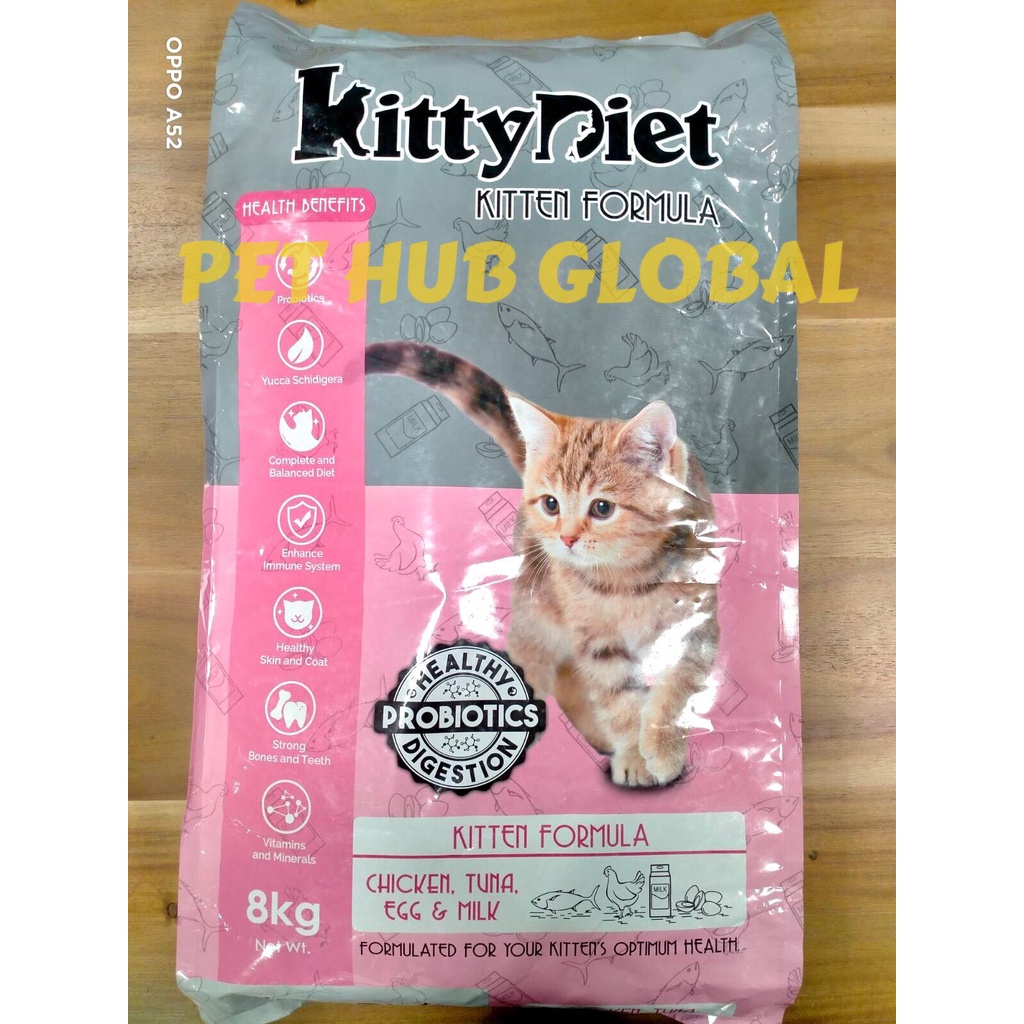 OPPO A52
KittyDiet
KITTEN FORMULA
HEALTH BENEFITS
PET HUB GLOBAL
Probiotics
Yucca Schidigera
Complete and
Balanced Diet
Enhance
Immune System
Healthy
Skin and Coat
Strong
Bones and Teeth
Vitamins
and Minerals
8kg
Net Wt.
HEALTHY
PROBIOTICS
DIGESTION
KITTEN FORMULA
CHICKEN, TUNA,
EGG & MILK
MILK
FORMULATED FOR YOUR KITTEN'S OPTIMUM HEALTH.